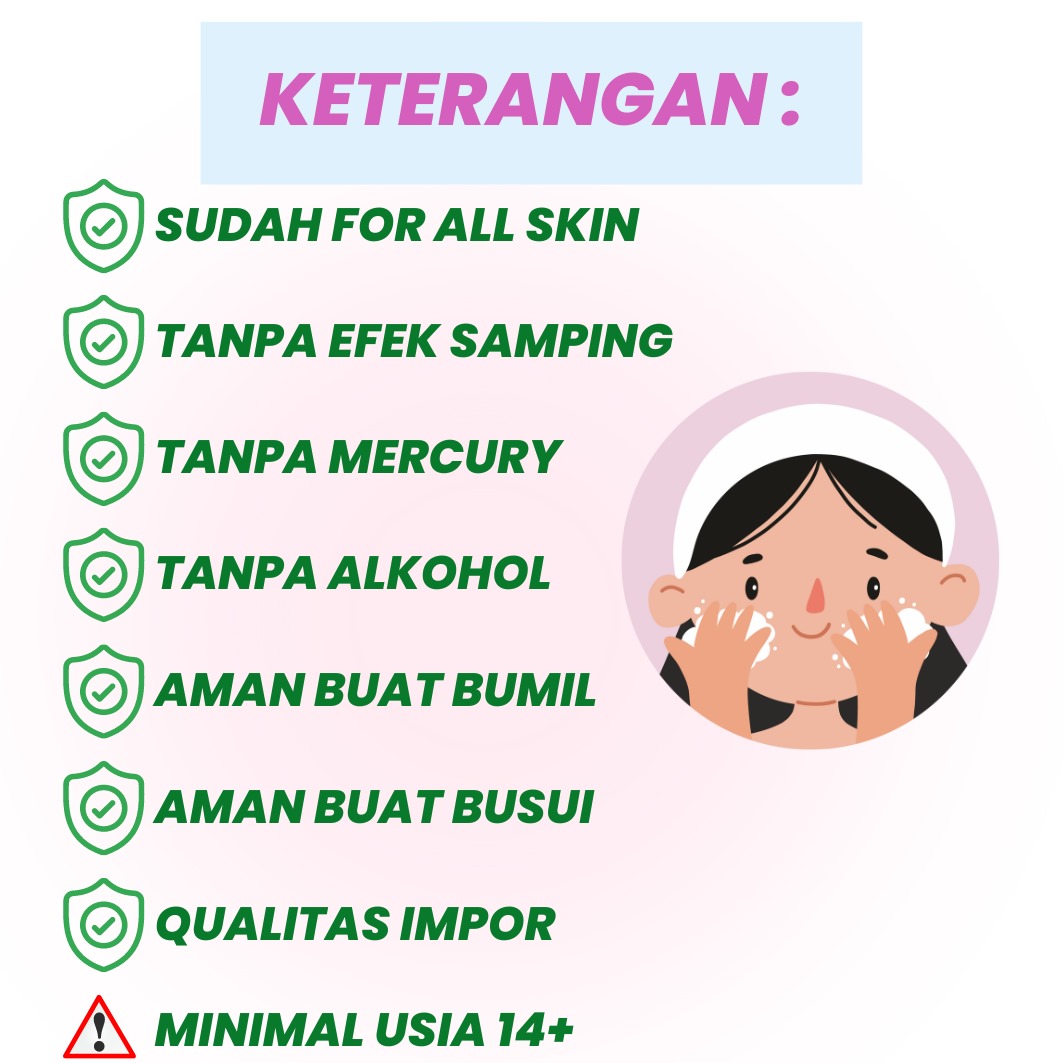 KETERANGAN :
SUDAH FOR ALL SKIN
TANPA EFEK SAMPING
TANPA MERCURY
TANPA ALKOHOL
AMAN BUAT BUMIL
AMAN BUAT BUSUI
QUALITAS IMPOR
MINIMAL USIA 14+